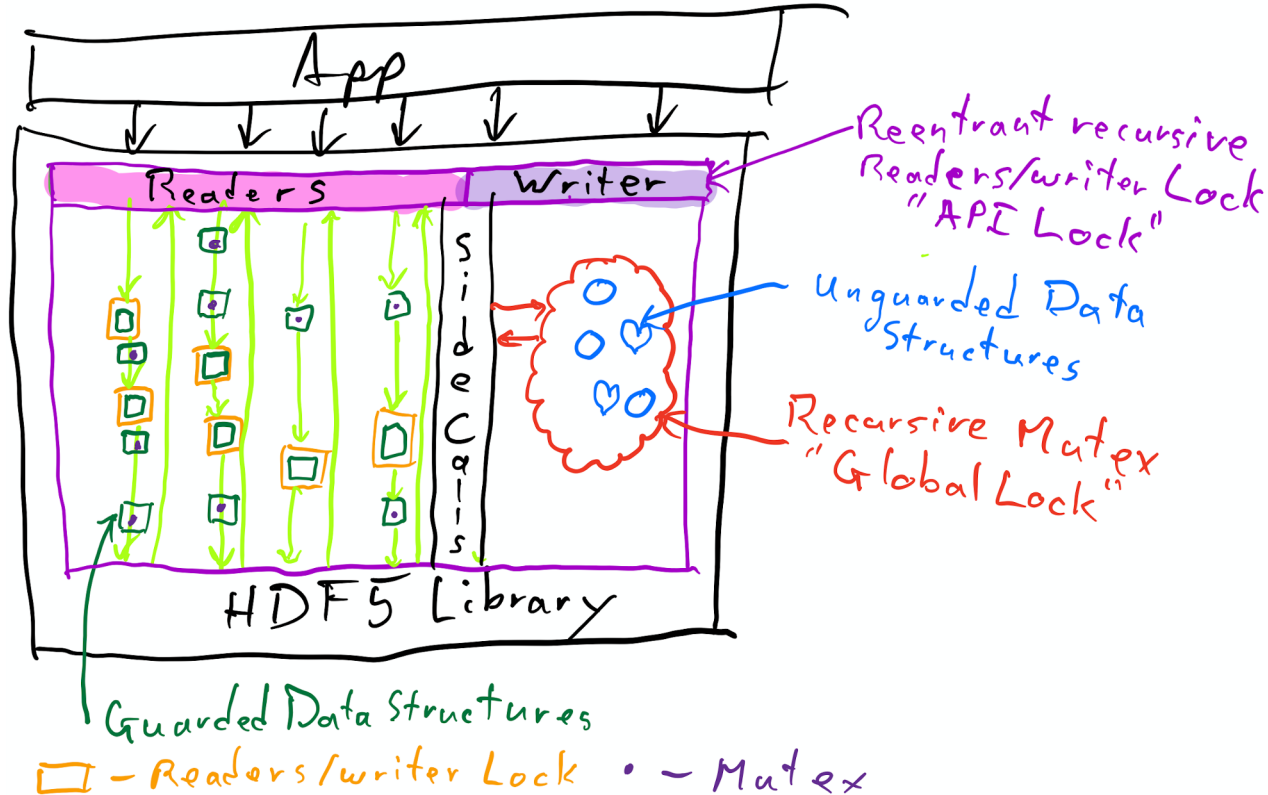 App
Readers
Writer
Reentrant recursive
Readers/writer Lock
"API Lock"
Side Calls
Unguarded Data
Structures
Recursive Mutex
"Global Lock"
HDF5 Library
Guarded Data Structures
- Readers/writer Lock
- Mutex